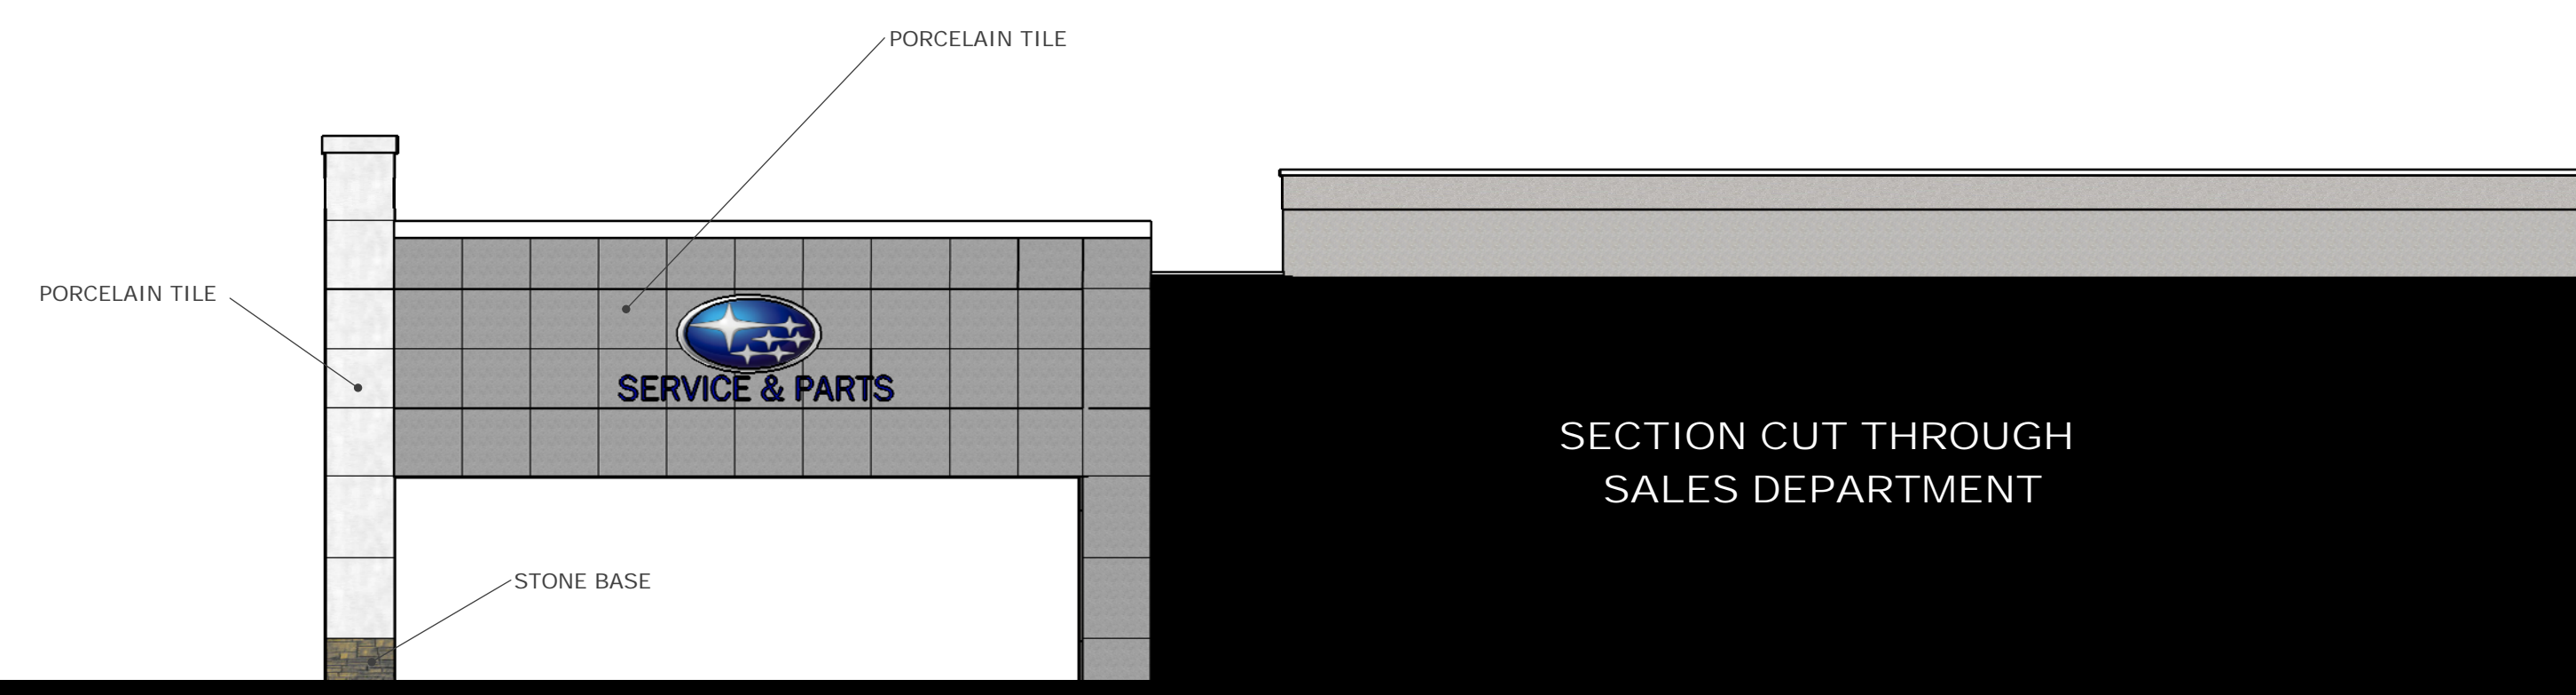 PORCELAIN TILE
PORCELAIN TILE
SERVICE & PARTS
SECTION CUT THROUGH
SALES DEPARTMENT
STONE BASE